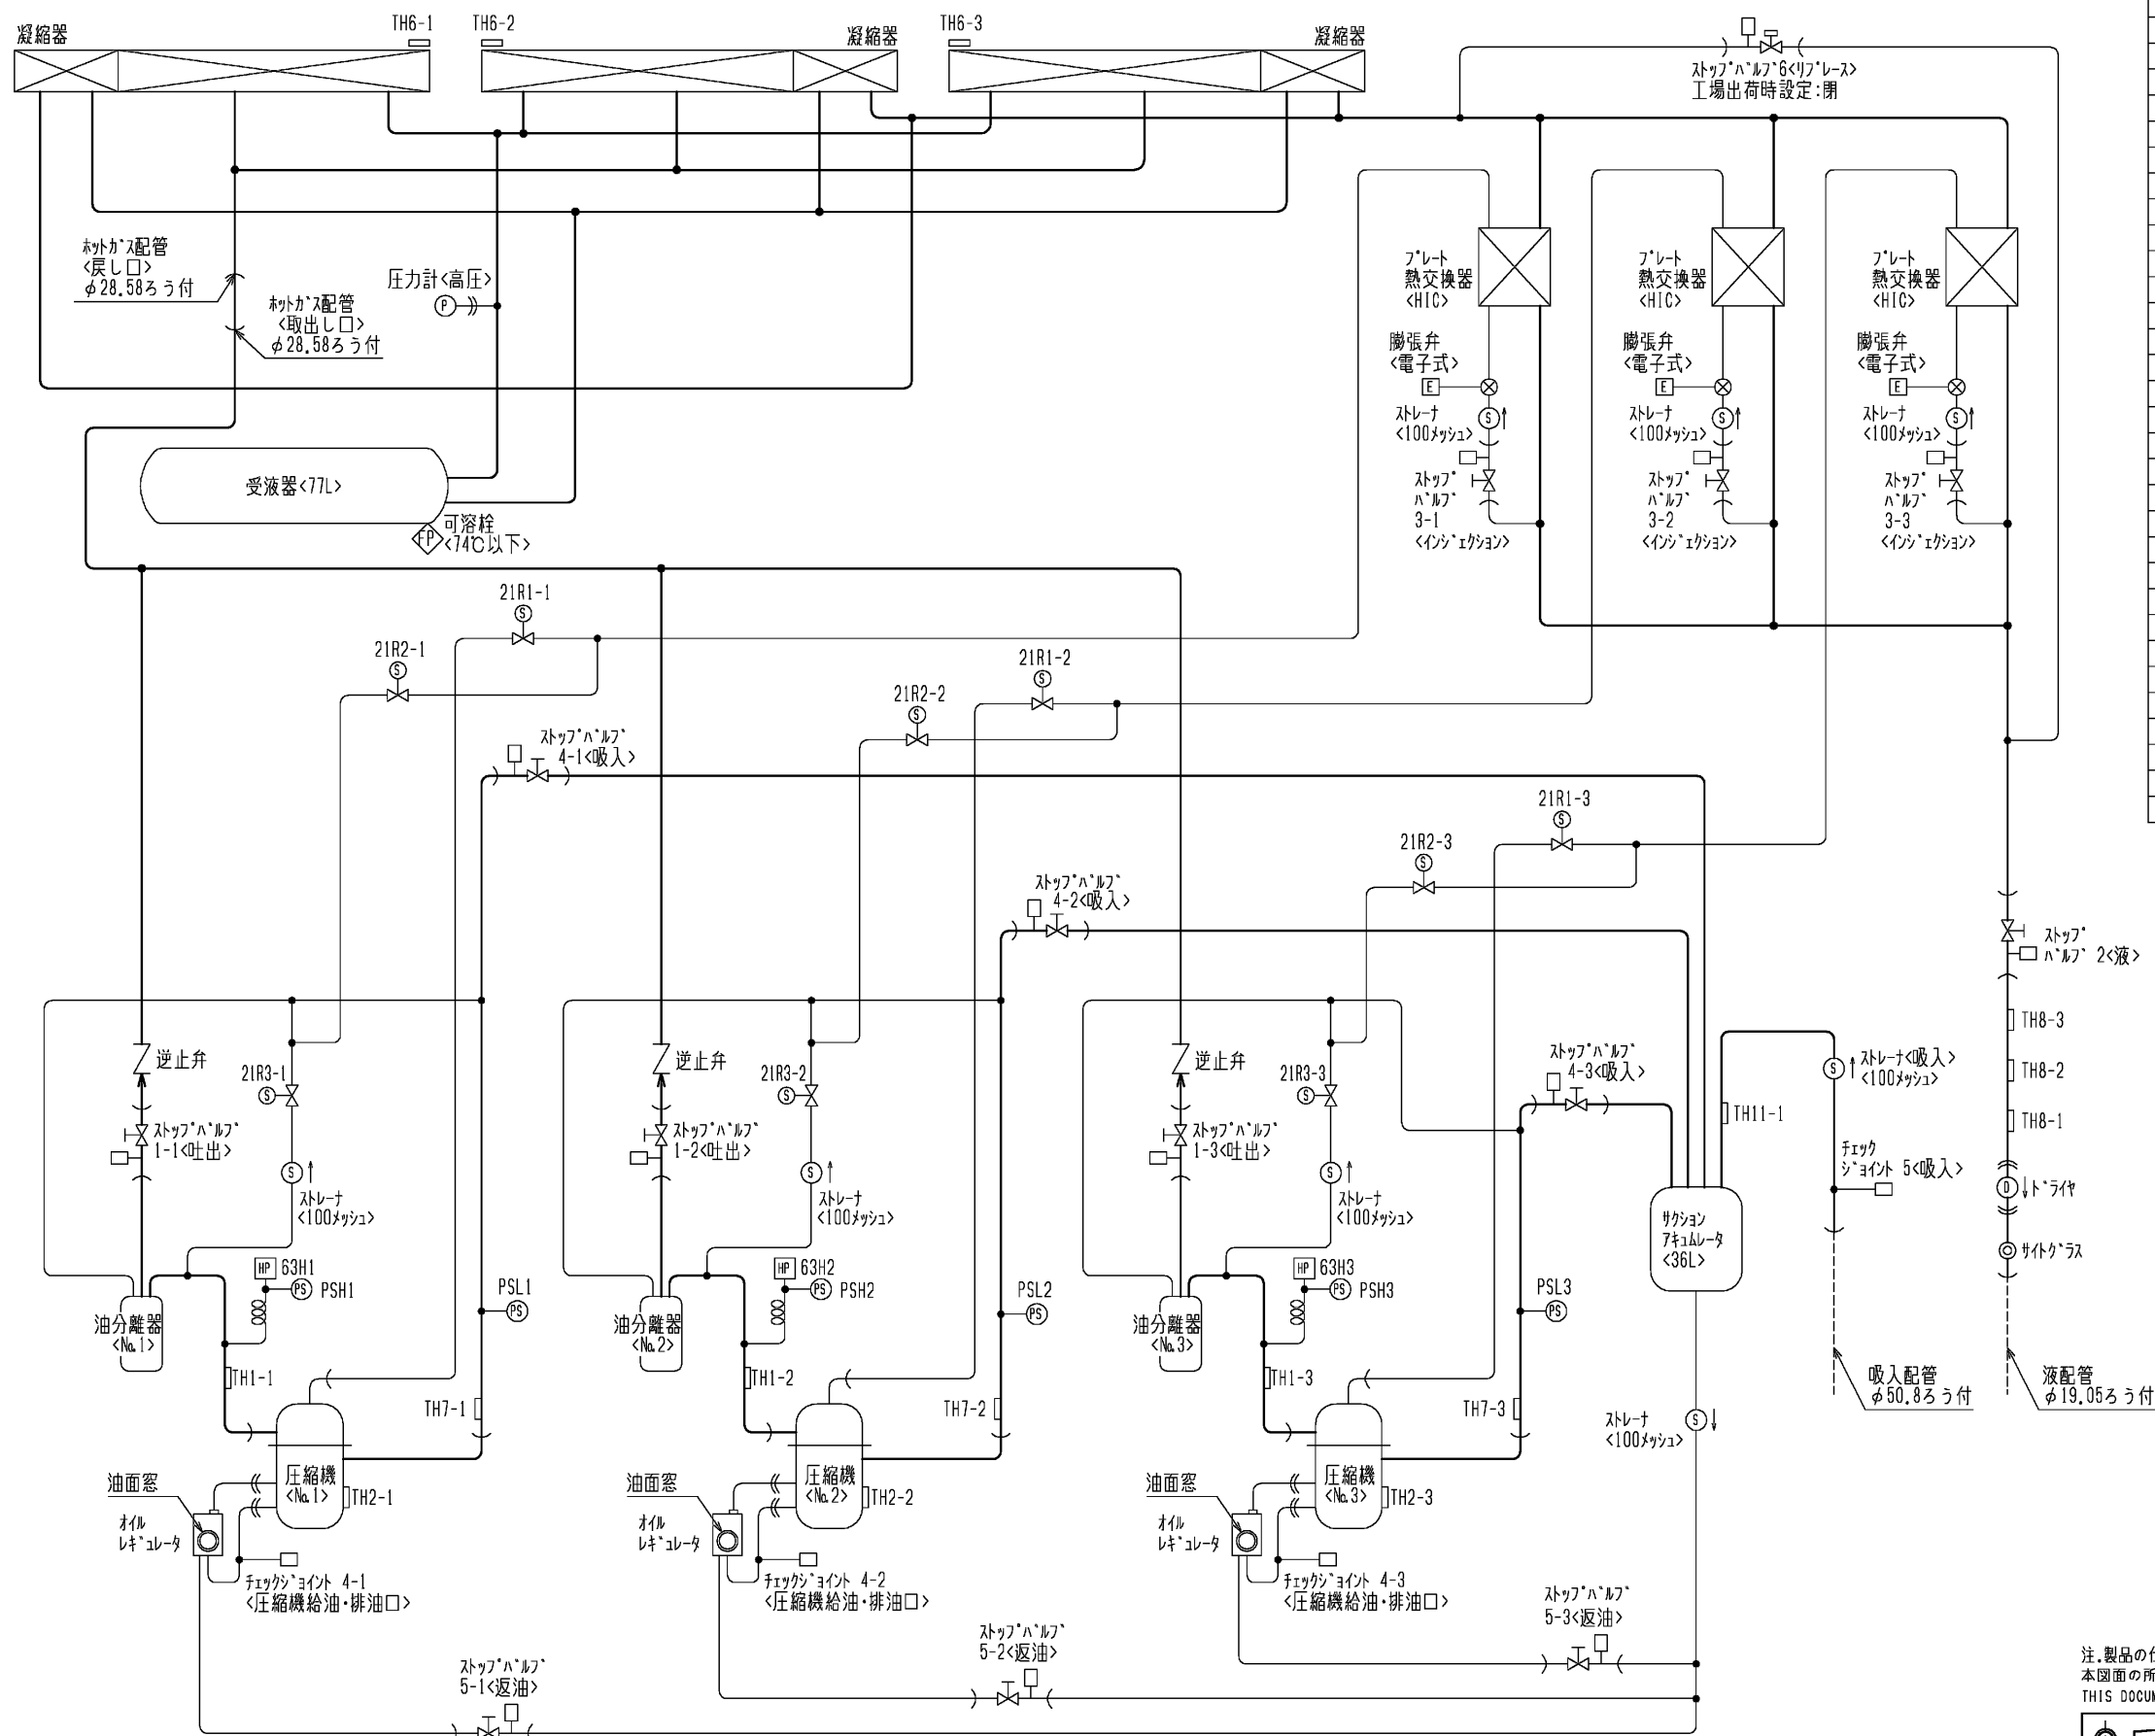 凝縮器
TH6-1
TH6-2
凝縮器
TH6-3
凝縮器
ストップバルブ6<リプレース>
工場出荷時設定:閉
ホットガス配管
<戻し口>
φ28.58ろう付
ホットガス配管
<取出し口>
φ28.58ろう付
圧力計<高圧>
P
プレート
熱交換器
<HIC>
プレート
熱交換器
<HIC>
プレート
熱交換器
<HIC>
膨張弁
<電子式>
E
膨張弁
<電子式>
E
膨張弁
<電子式>
E
ストレーナ
<100メッシュ>
S
ストレーナ
<100メッシュ>
S
ストレーナ
<100メッシュ>
S
ストップ
バルブ
3-1
<インジェクション>
ストップ
バルブ
3-2
<インジェクション>
ストップ
バルブ
3-3
<インジェクション>
受液器<77L>
FP
可溶栓
<74℃以下>
21R1-1
S
21R2-1
S
21R1-2
S
21R2-2
S
ストップバルブ
4-1<吸入>
21R1-3
S
21R2-3
S
ストップバルブ
4-2<吸入>
ストップ
バルブ 2<液>
TH8-3
TH8-2
TH8-1
D
ドライヤ
サイトグラス
逆止弁
21R3-1
S
ストップバルブ
1-1<吐出>
S
ストレーナ
<100メッシュ>
逆止弁
21R3-2
S
ストップバルブ
1-2<吐出>
S
ストレーナ
<100メッシュ>
逆止弁
21R3-3
S
ストップバルブ
1-3<吐出>
S
ストレーナ
<100メッシュ>
ストップバルブ
4-3<吸入>
S
ストレーナ<吸入>
<100メッシュ>
TH11-1
チェック
ジョイント 5<吸入>
サクション
アキュムレータ
<36L>
HP
63H1
PS
PSH1
PSL1
PS
油分離器
<No.1>
HP
63H2
PS
PSH2
PSL2
PS
油分離器
<No.2>
HP
63H3
PS
PSH3
PSL3
PS
油分離器
<No.3>
TH1-1
TH7-1
TH1-2
TH7-2
TH1-3
TH7-3
吸入配管
φ50.8ろう付
液配管
φ19.05ろう付
ストレーナ
<100メッシュ>
S
油面窓
圧縮機
<No.1>
TH2-1
オイル
レギュレータ
油面窓
圧縮機
<No.2>
TH2-2
オイル
レギュレータ
油面窓
圧縮機
<No.3>
TH2-3
オイル
レギュレータ
チェックジョイント 4-1
<圧縮機給油・排油口>
チェックジョイント 4-2
<圧縮機給油・排油口>
チェックジョイント 4-3
<圧縮機給油・排油口>
ストップバルブ
5-3<返油>
ストップバルブ
5-2<返油>
ストップバルブ
5-1<返油>
注.製品の
本図面の所
THIS